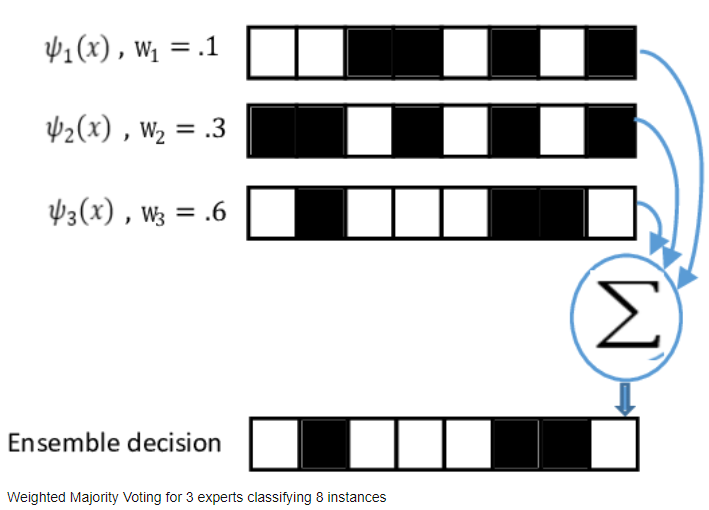 ψ₁(x) , w₁ = .1
ψ₂(x) , w₂ = .3
ψ₃(x) , w₃ = .6
∑
Ensemble decision
Weighted Majority Voting for 3 experts classifying 8 instances